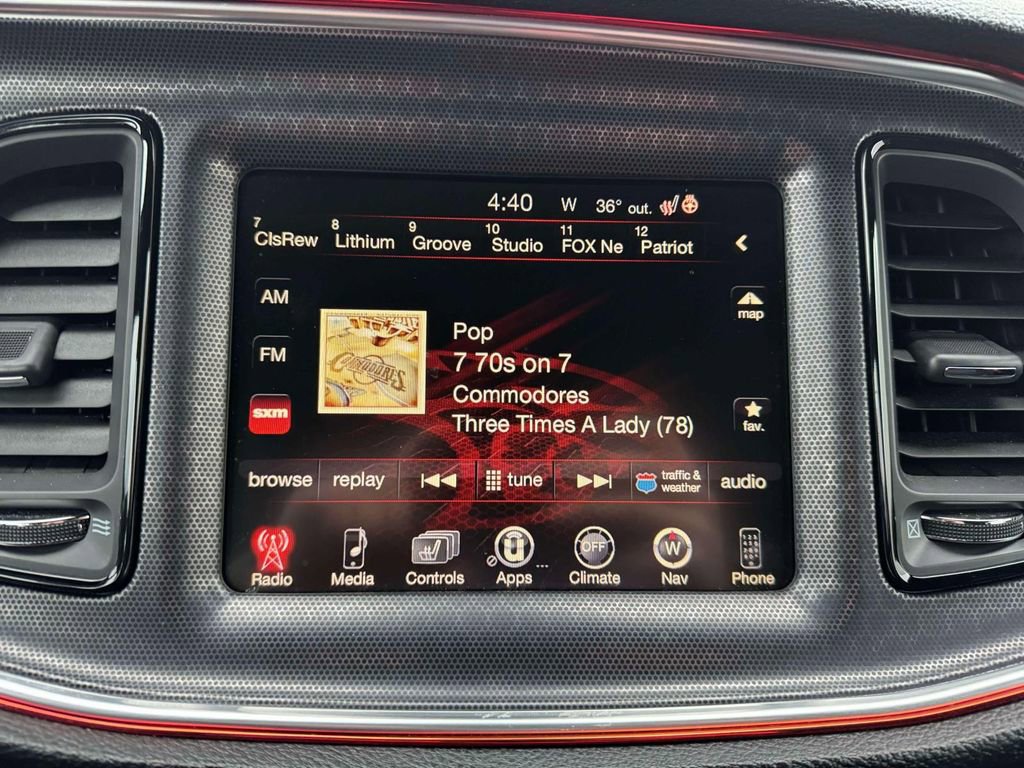 4:40 W 36° out.
7 ClsRew 8 Lithium 9 Groove 10 Studio 11 FOX Ne 12 Patriot
AM
map
Pop
7 70s on 7
FM
COMMODORES
Commodores
sxm
Three Times A Lady (78)
fav.
browse replay tune traffic & weather audio
OFF W
Radio Media Controls Apps ... Climate Nav Phone